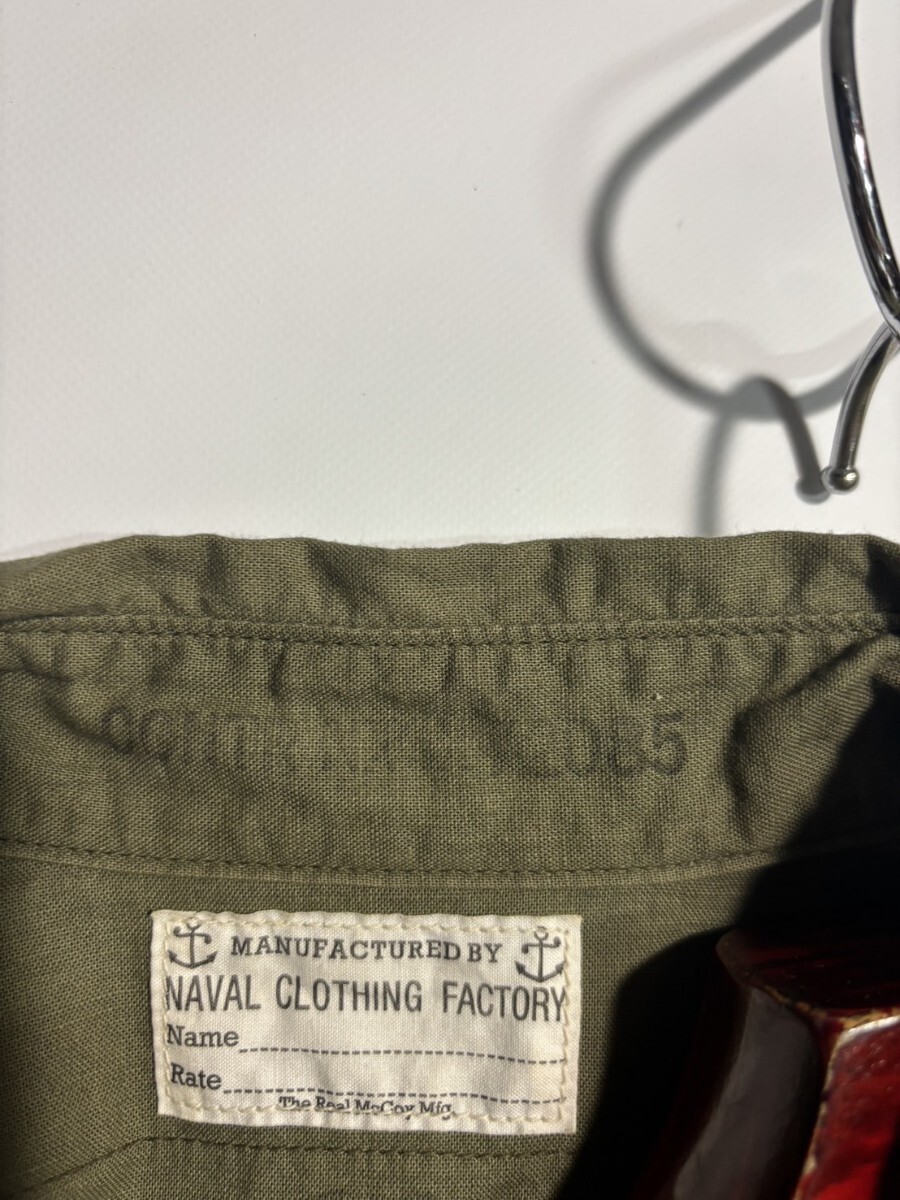 MANUFACTURED BY
NAVAL CLOTHING FACTORY
Name
Rate
The Real McCoy Mfg.